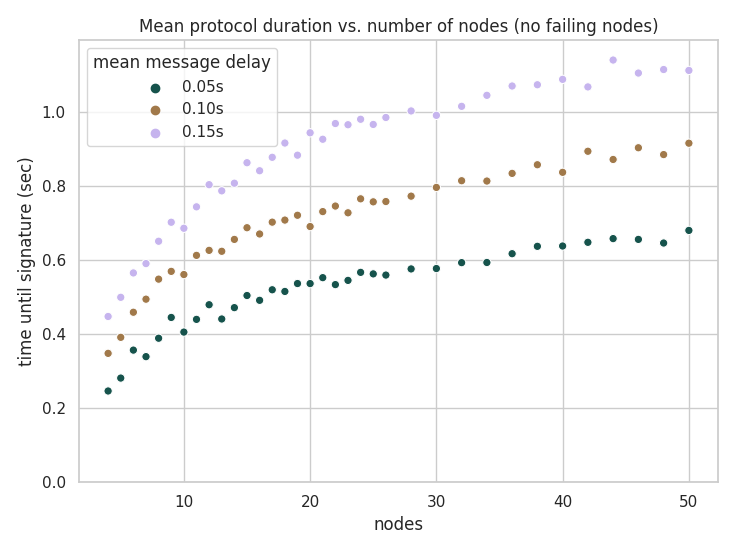 Mean protocol duration vs. number of nodes (no failing nodes)
mean message delay
0.05s
0.10s
0.15s
time until signature (sec)
1.0
0.8
0.6
0.4
0.2
0.0
10 20 30 40 50
nodes